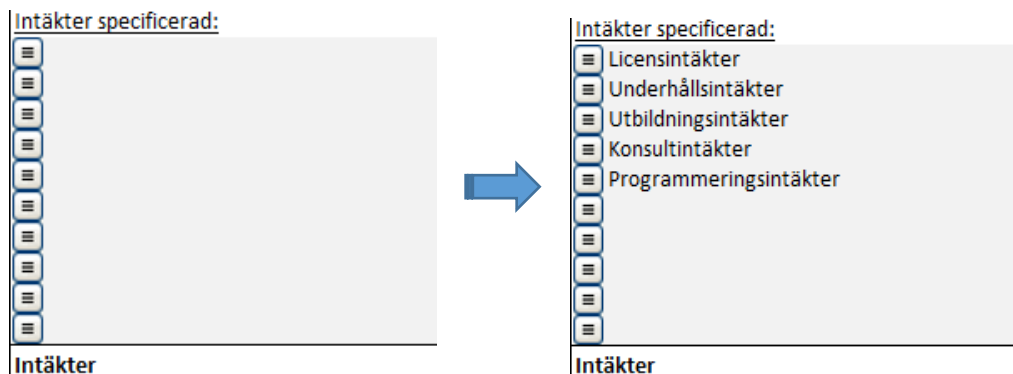 Intäkter specificerad:
Intäkter
Intäkter specificerad:
Licensintäkter
Underhållsintäkter
Utbildningsintäkter
Konsultintäkter
Programmeringsintäkter
Intäkter